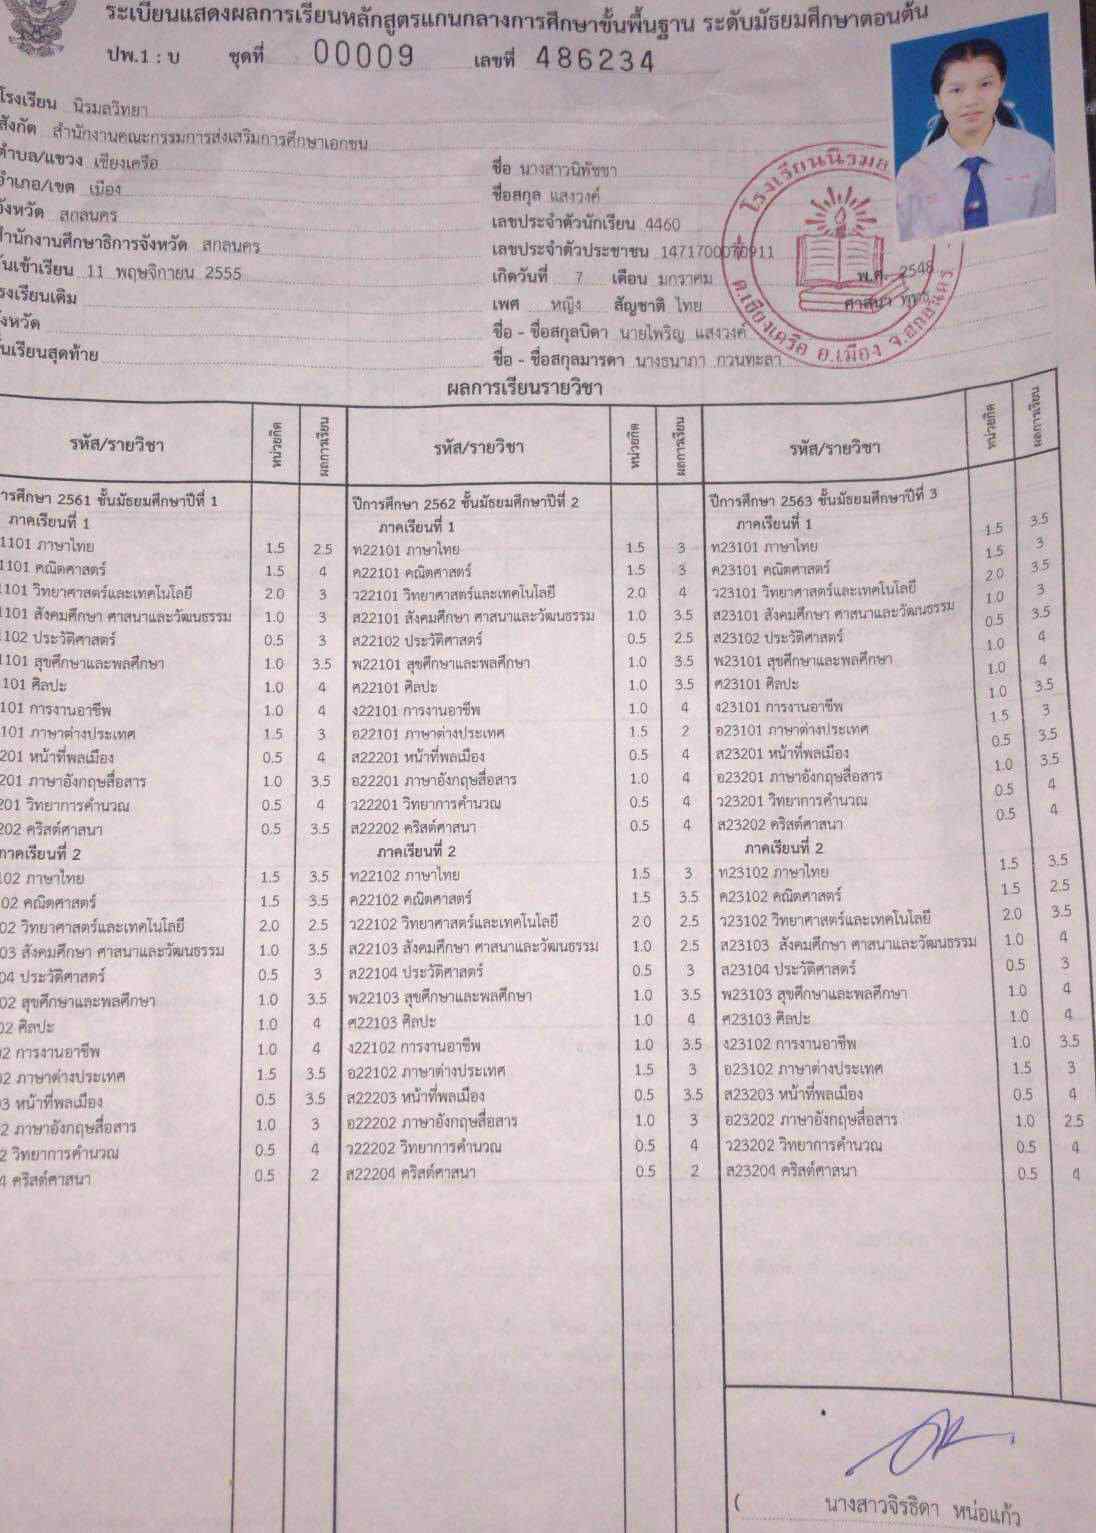 ระเบียนแสดงผลการเรียนหลักสูตรแกนกลางการศึกษาขั้นพื้นฐาน ระดับมัธยมศึกษาตอนต้น
ปพ.1 : บ ชุดที่ 00009 เลขที่ 486234
โรงเรียน นิรมลวิทยา
สังกัด สำนักงานคณะกรรมการส่งเสริมการศึกษาเอกชน
ตำบล/แขวง เชียงเครือ
อำเภอ/เขต เมือง
จังหวัด สกลนคร
สำนักงานศึกษาธิการจังหวัด สกลนคร
วันเข้าเรียน 11 พฤษจิกายน 2555
โรงเรียนเดิม
จังหวัด
ชั้นเรียนสุดท้าย
ชื่อ นางสาวนิทัชชา
ชื่อสกุล แสงวงค์
เลขประจำตัวนักเรียน 4460
เลขประจำตัวประชาชน 1471700070911
เกิดวันที่ 7 เดือน มกราคม พ.ศ. 2548
เพศ หญิง สัญชาติ ไทย ศาสนา พุทธ
ชื่อ - ชื่อสกุลบิดา นายไพริญ แสงวงค์
ชื่อ - ชื่อสกุลมารดา นางธนาภา กวนทะลา
ต.เชียงเครือ อ.เมือง จ.สกลนคร
ผลการเรียนรายวิชา
รหัส/รายวิชา หน่วยกิต ผลการเรียน รหัส/รายวิชา หน่วยกิต ผลการเรียน รหัส/รายวิชา หน่วยกิต ผลการเรียน
การศึกษา 2561 ชั้นมัธยมศึกษาปีที่ 1
ภาคเรียนที่ 1
1101 ภาษาไทย 1.5 2.5
1101 คณิตศาสตร์ 1.5 4
1101 วิทยาศาสตร์และเทคโนโลยี 2.0 3
1101 สังคมศึกษา ศาสนาและวัฒนธรรม 1.0 3
1102 ประวัติศาสตร์ 0.5 3
1101 สุขศึกษาและพลศึกษา 1.0 3.5
101 ศิลปะ 1.0 4
101 การงานอาชีพ 1.0 4
101 ภาษาต่างประเทศ 1.5 3
201 หน้าที่พลเมือง 0.5 4
201 ภาษาอังกฤษสื่อสาร 1.0 3.5
201 วิทยาการคำนวณ 0.5 4
202 คริสต์ศาสนา 0.5 3.5
ภาคเรียนที่ 2
102 ภาษาไทย 1.5 3.5
102 คณิตศาสตร์ 1.5 3.5
02 วิทยาศาสตร์และเทคโนโลยี 2.0 2.5
03 สังคมศึกษา ศาสนาและวัฒนธรรม 1.0 3.5
04 ประวัติศาสตร์ 0.5 3
02 สุขศึกษาและพลศึกษา 1.0 3.5
02 ศิลปะ 1.0 4
02 การงานอาชีพ 1.0 4
02 ภาษาต่างประเทศ 1.5 3.5
03 หน้าที่พลเมือง 0.5 3.5
2 ภาษาอังกฤษสื่อสาร 1.0 3
2 วิทยาการคำนวณ 0.5 4
4 คริสต์ศาสนา 0.5 2
ปีการศึกษา 2562 ชั้นมัธยมศึกษาปีที่ 2
ภาคเรียนที่ 1
ท22101 ภาษาไทย 1.5 3
ค22101 คณิตศาสตร์ 1.5 3
ว22101 วิทยาศาสตร์และเทคโนโลยี 2.0 4
ส22101 สังคมศึกษา ศาสนาและวัฒนธรรม 1.0 3.5
ส22102 ประวัติศาสตร์ 0.5 2.5
พ22101 สุขศึกษาและพลศึกษา 1.0 3.5
ศ22101 ศิลปะ 1.0 3.5
ง22101 การงานอาชีพ 1.0 4
อ22101 ภาษาต่างประเทศ 1.5 2
ส22201 หน้าที่พลเมือง 0.5 4
อ22201 ภาษาอังกฤษสื่อสาร 1.0 4
ว22201 วิทยาการคำนวณ 0.5 4
ส22202 คริสต์ศาสนา 0.5 4
ภาคเรียนที่ 2
ท22102 ภาษาไทย 1.5 3
ค22102 คณิตศาสตร์ 1.5 3.5
ว22102 วิทยาศาสตร์และเทคโนโลยี 2.0 2.5
ส22103 สังคมศึกษา ศาสนาและวัฒนธรรม 1.0 2.5
ส22104 ประวัติศาสตร์ 0.5 3
พ22103 สุขศึกษาและพลศึกษา 1.0 3.5
ศ22103 ศิลปะ 1.0 4
ง22102 การงานอาชีพ 1.0 3.5
อ22102 ภาษาต่างประเทศ 1.5 3
ส22203 หน้าที่พลเมือง 0.5 3.5
อ22202 ภาษาอังกฤษสื่อสาร 1.0 3
ว22202 วิทยาการคำนวณ 0.5 4
ส22204 คริสต์ศาสนา 0.5 2
ปีการศึกษา 2563 ชั้นมัธยมศึกษาปีที่ 3
ภาคเรียนที่ 1
ท23101 ภาษาไทย 1.5 3.5
ค23101 คณิตศาสตร์ 1.5 3
ว23101 วิทยาศาสตร์และเทคโนโลยี 2.0 3.5
ส23101 สังคมศึกษา ศาสนาและวัฒนธรรม 1.0 3
ส23102 ประวัติศาสตร์ 0.5 3.5
พ23101 สุขศึกษาและพลศึกษา 1.0 4
ศ23101 ศิลปะ 1.0 4
ง23101 การงานอาชีพ 1.0 3.5
อ23101 ภาษาต่างประเทศ 1.5 3
ส23201 หน้าที่พลเมือง 0.5 3.5
อ23201 ภาษาอังกฤษสื่อสาร 1.0 3.5
ว23201 วิทยาการคำนวณ 0.5 4
ส23202 คริสต์ศาสนา 0.5 4
ภาคเรียนที่ 2
ท23102 ภาษาไทย 1.5 3.5
ค23102 คณิตศาสตร์ 1.5 2.5
ว23102 วิทยาศาสตร์และเทคโนโลยี 2.0 3.5
ส23103 สังคมศึกษา ศาสนาและวัฒนธรรม 1.0 4
ส23104 ประวัติศาสตร์ 0.5 3
พ23103 สุขศึกษาและพลศึกษา 1.0 4
ศ23103 ศิลปะ 1.0 4
ง23102 การงานอาชีพ 1.0 3.5
อ23102 ภาษาต่างประเทศ 1.5 3
ส23203 หน้าที่พลเมือง 0.5 4
อ23202 ภาษาอังกฤษสื่อสาร 1.0 2.5
ว23202 วิทยาการคำนวณ 0.5 4
ส23204 คริสต์ศาสนา 0.5 4
( นางสาวจิรธิดา หน่อแก้ว